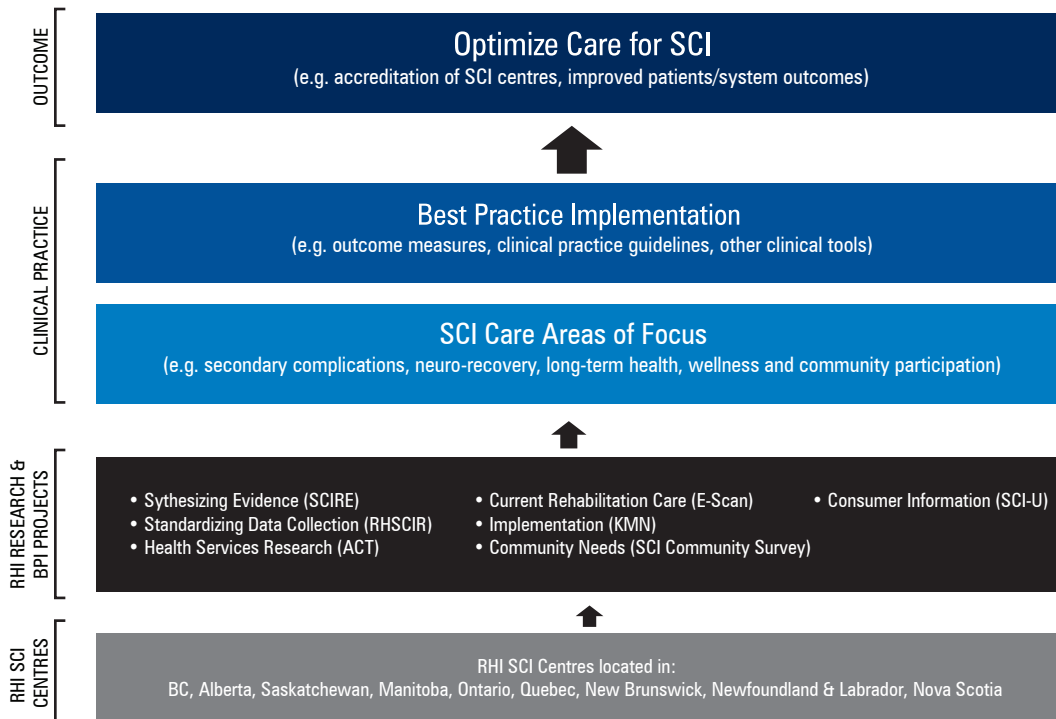 OUTCOME
Optimize Care for SCI
(e.g. accreditation of SCI centres, improved patients/system outcomes)
CLINICAL PRACTICE
Best Practice Implementation
(e.g. outcome measures, clinical practice guidelines, other clinical tools)
SCI Care Areas of Focus
(e.g. secondary complications, neuro-recovery, long-term health, wellness and community participation)
RHI RESEARCH &
BPI PROJECTS
• Sythesizing Evidence (SCIRE)
• Standardizing Data Collection (RHSCIR)
• Health Services Research (ACT)
• Current Rehabilitation Care (E-Scan)
• Implementation (KMN)
• Community Needs (SCI Community Survey)
• Consumer Information (SCI-U)
RHI SCI
CENTRES
RHI SCI Centres located in:
BC, Alberta, Saskatchewan, Manitoba, Ontario, Quebec, New Brunswick, Newfoundland & Labrador, Nova Scotia